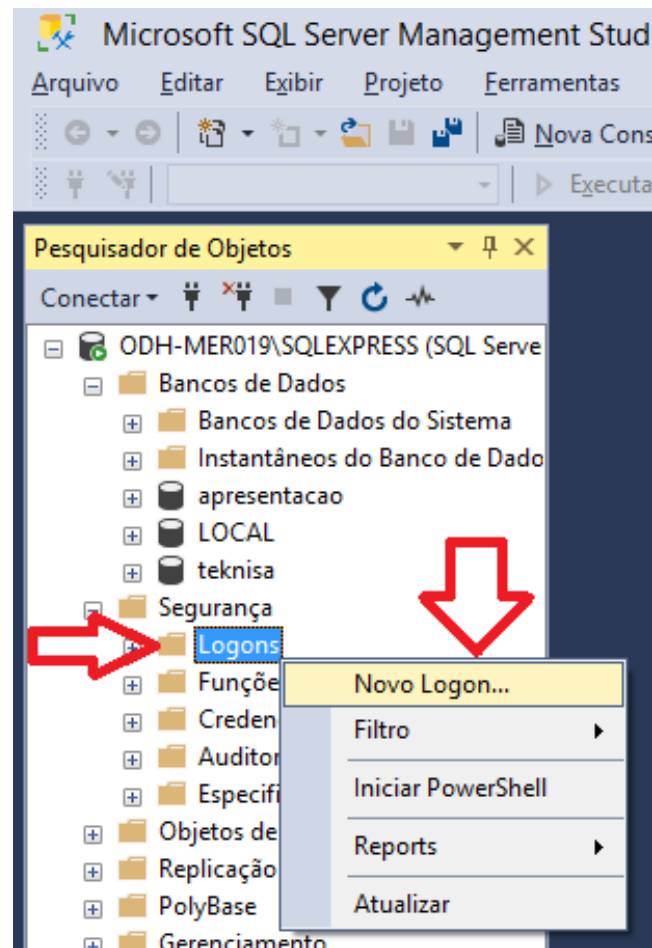 Microsoft SQL Server Management Stud
Arquivo Editar Exibir Projeto Ferramentas
Nova Cons
Executa
Pesquisador de Objetos
Conectar
ODH-MER019\SQLEXPRESS (SQL Serve
Bancos de Dados
Bancos de Dados do Sistema
Instantâneos do Banco de Dado
apresentacao
LOCAL
teknisa
Segurança
Logons
Funçõe
Novo Logon...
Creden
Filtro
Auditor
Especifi
Iniciar PowerShell
Objetos de
Reports
Replicação
PolyBase
Atualizar
Gerenciamento